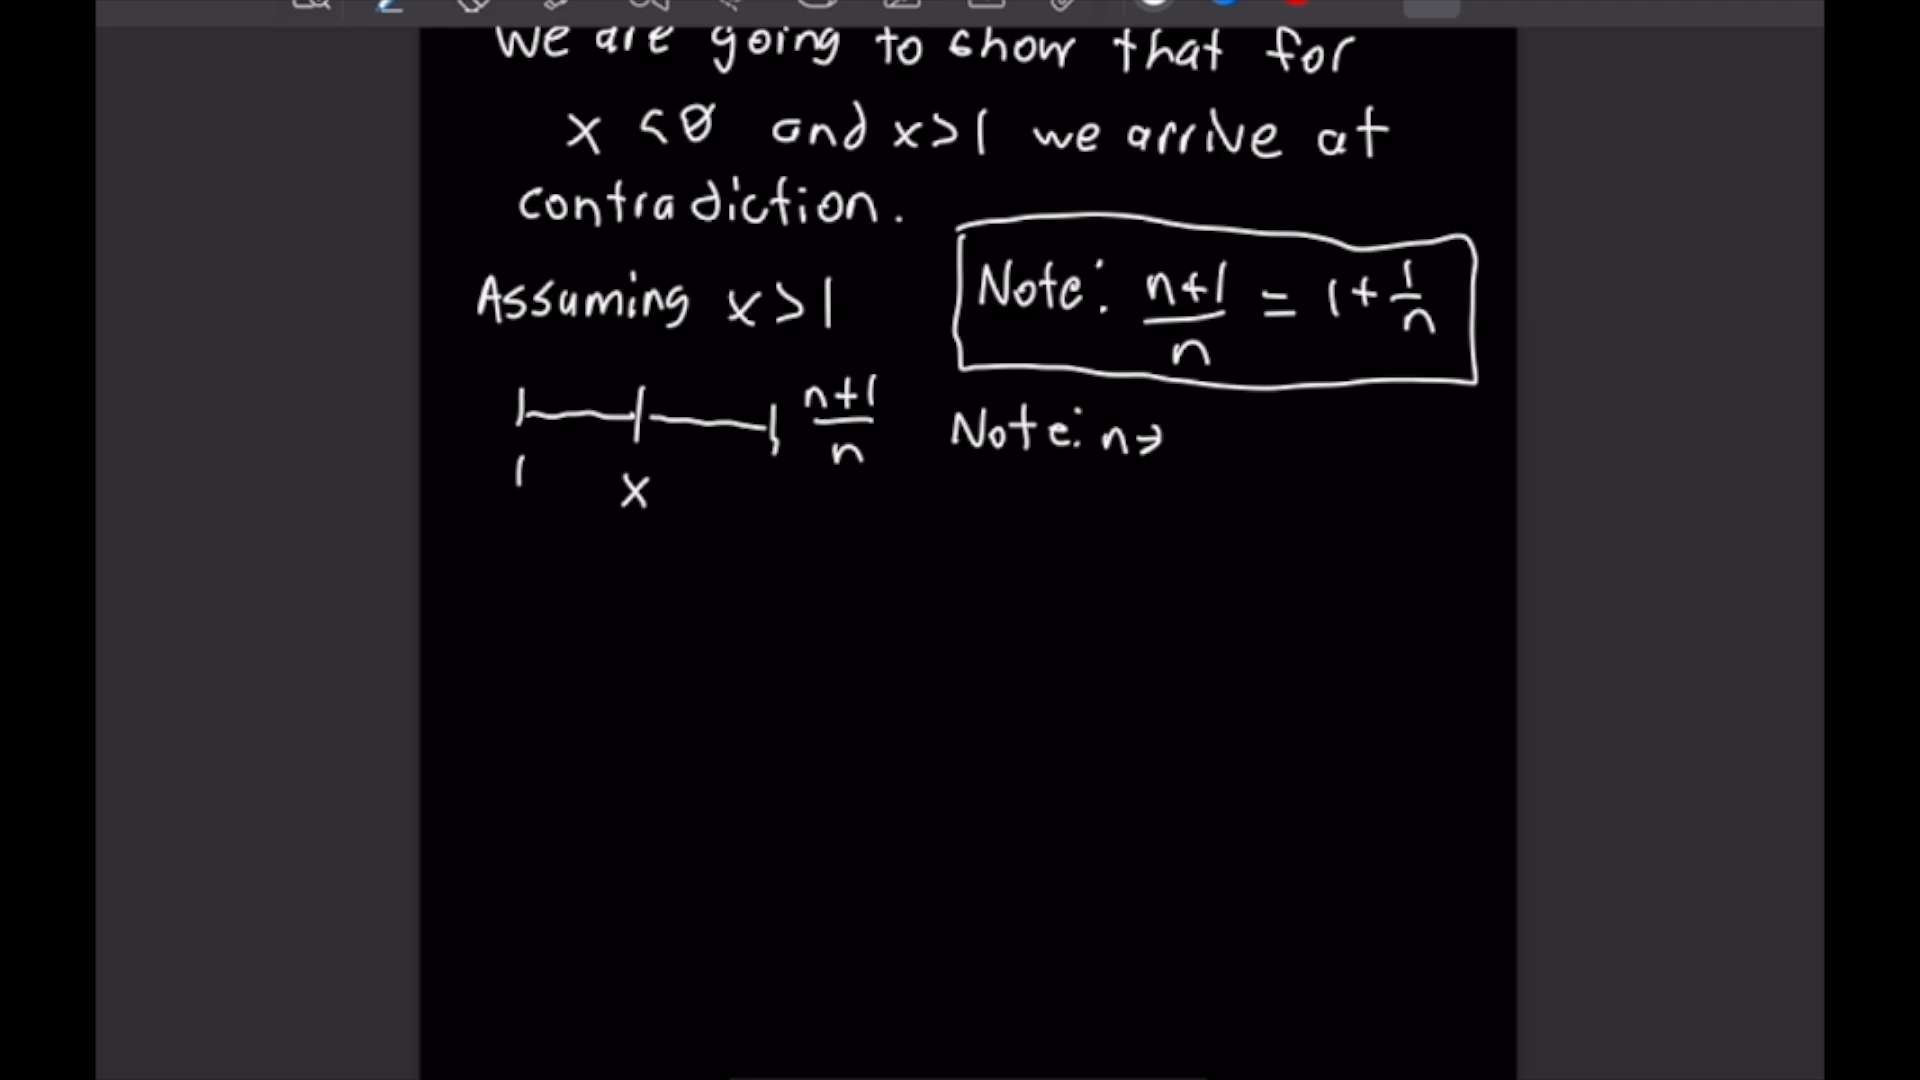 We are going to show that for
x < 0 and x > 1 we arrive at
contradiction.
Assuming x > 1
Note: n+1/n = 1 + 1/n
1 x n+1/n
Note: n →